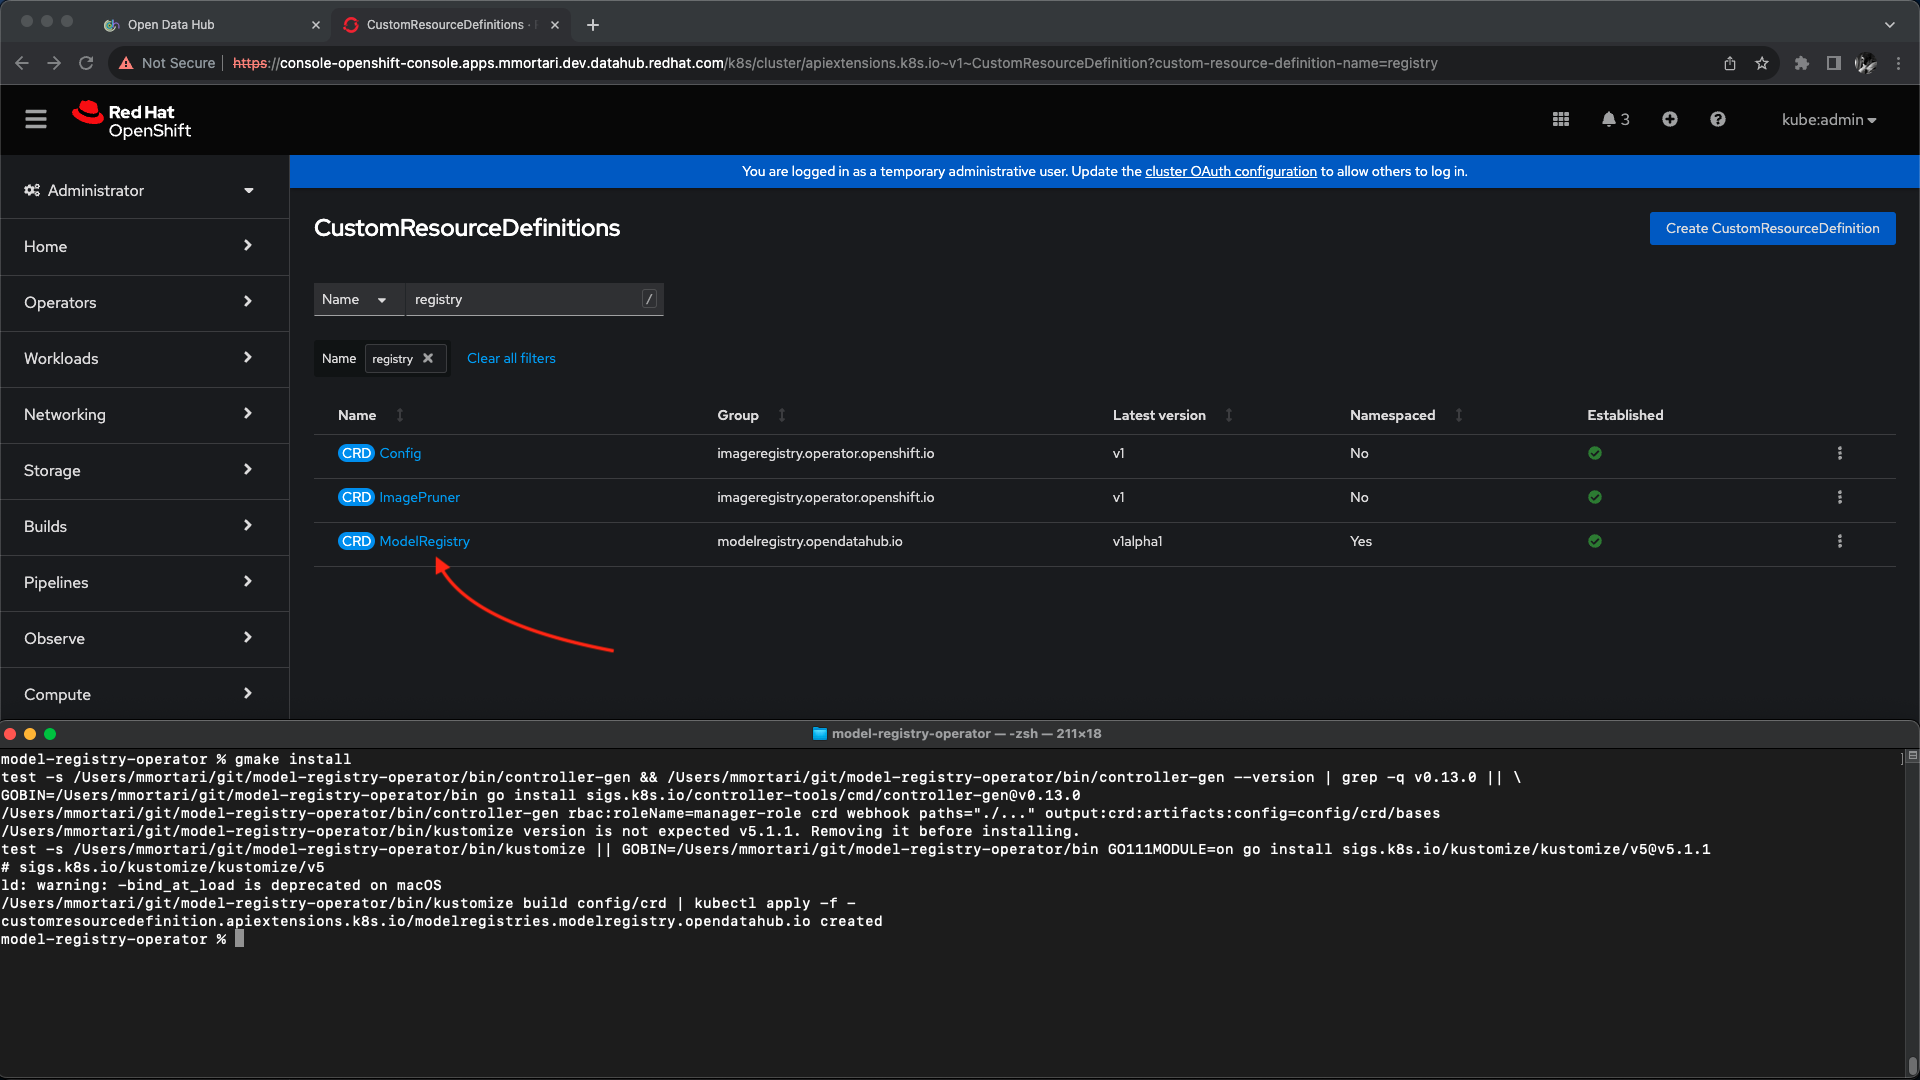 Open Data Hub
CustomResourceDefinitions ·
Not Secure
https://console-openshift-console.apps.mmortari.dev.datahub.redhat.com/k8s/cluster/apiextensions.k8s.io~v1~CustomResourceDefinition?custom-resource-definition-name=registry
Red Hat
OpenShift
3
kube:admin
You are logged in as a temporary administrative user. Update the cluster OAuth configuration to allow others to log in.
Administrator
Home
Operators
Workloads
Networking
Storage
Builds
Pipelines
Observe
Compute
CustomResourceDefinitions
Create CustomResourceDefinition
Name registry /
Name registry Clear all filters
Name Group Latest version Namespaced Established
CRD Config imageregistry.operator.openshift.io v1 No
CRD ImagePruner imageregistry.operator.openshift.io v1 No
CRD ModelRegistry modelregistry.opendatahub.io v1alpha1 Yes
model-registry-operator — -zsh — 211×18
model-registry-operator % gmake install
test -s /Users/mmortari/git/model-registry-operator/bin/controller-gen && /Users/mmortari/git/model-registry-operator/bin/controller-gen --version | grep -q v0.13.0 || \
GOBIN=/Users/mmortari/git/model-registry-operator/bin go install sigs.k8s.io/controller-tools/cmd/controller-gen@v0.13.0
/Users/mmortari/git/model-registry-operator/bin/controller-gen rbac:roleName=manager-role crd webhook paths="./..." output:crd:artifacts:config=config/crd/bases
/Users/mmortari/git/model-registry-operator/bin/kustomize version is not expected v5.1.1. Removing it before installing.
test -s /Users/mmortari/git/model-registry-operator/bin/kustomize || GOBIN=/Users/mmortari/git/model-registry-operator/bin GO111MODULE=on go install sigs.k8s.io/kustomize/kustomize/v5@v5.1.1
# sigs.k8s.io/kustomize/kustomize/v5
ld: warning: -bind_at_load is deprecated on macOS
/Users/mmortari/git/model-registry-operator/bin/kustomize build config/crd | kubectl apply -f -
customresourcedefinition.apiextensions.k8s.io/modelregistries.modelregistry.opendatahub.io created
model-registry-operator %